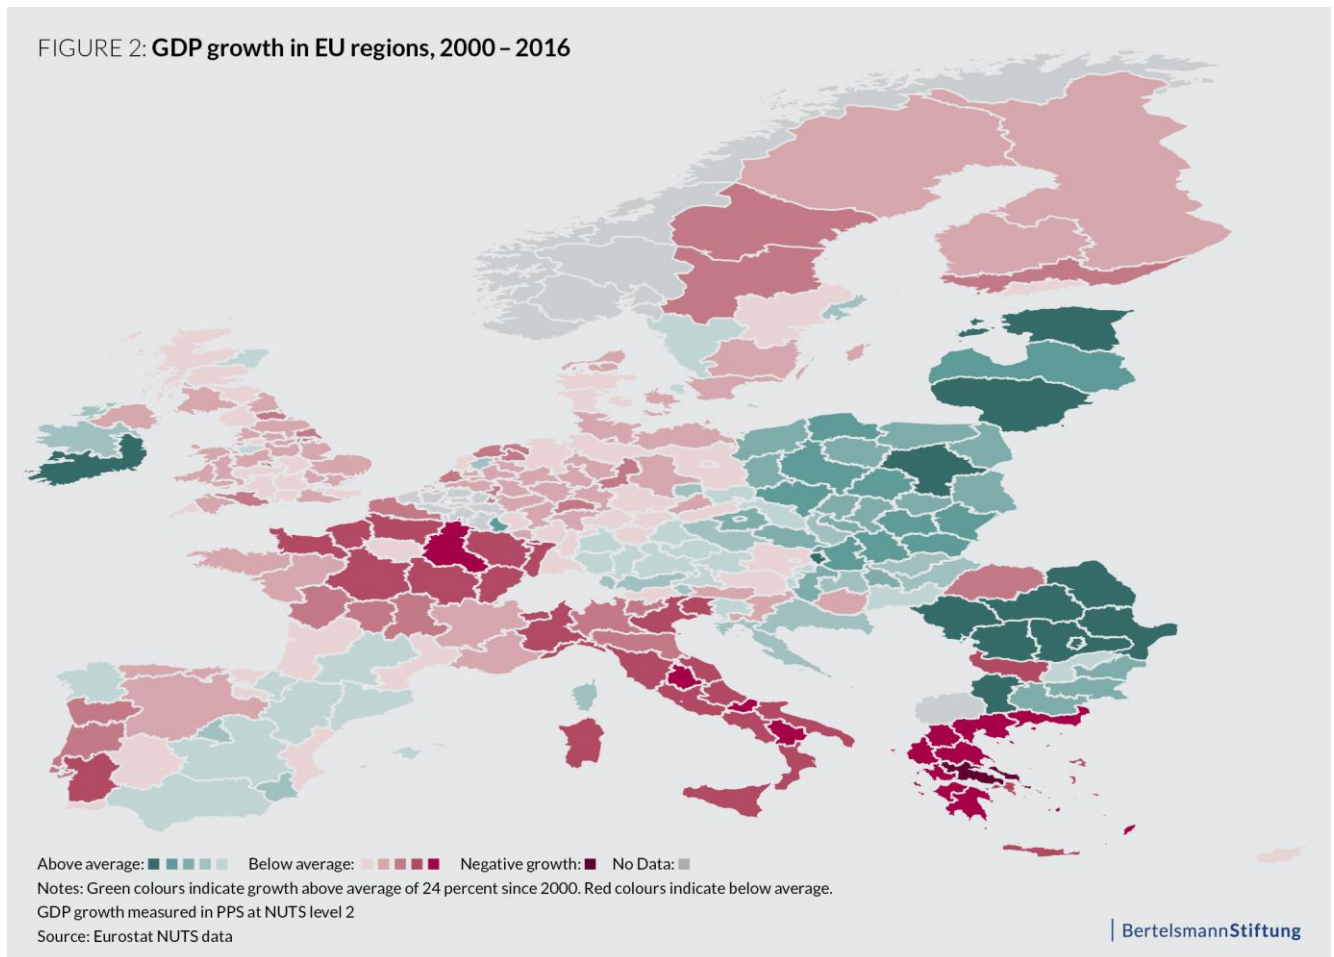 FIGURE 2: GDP growth in EU regions, 2000 – 2016
Above average: Below average: Negative growth: No Data:
Notes: Green colours indicate growth above average of 24 percent since 2000. Red colours indicate below average.
GDP growth measured in PPS at NUTS level 2
Source: Eurostat NUTS data
BertelsmannStiftung